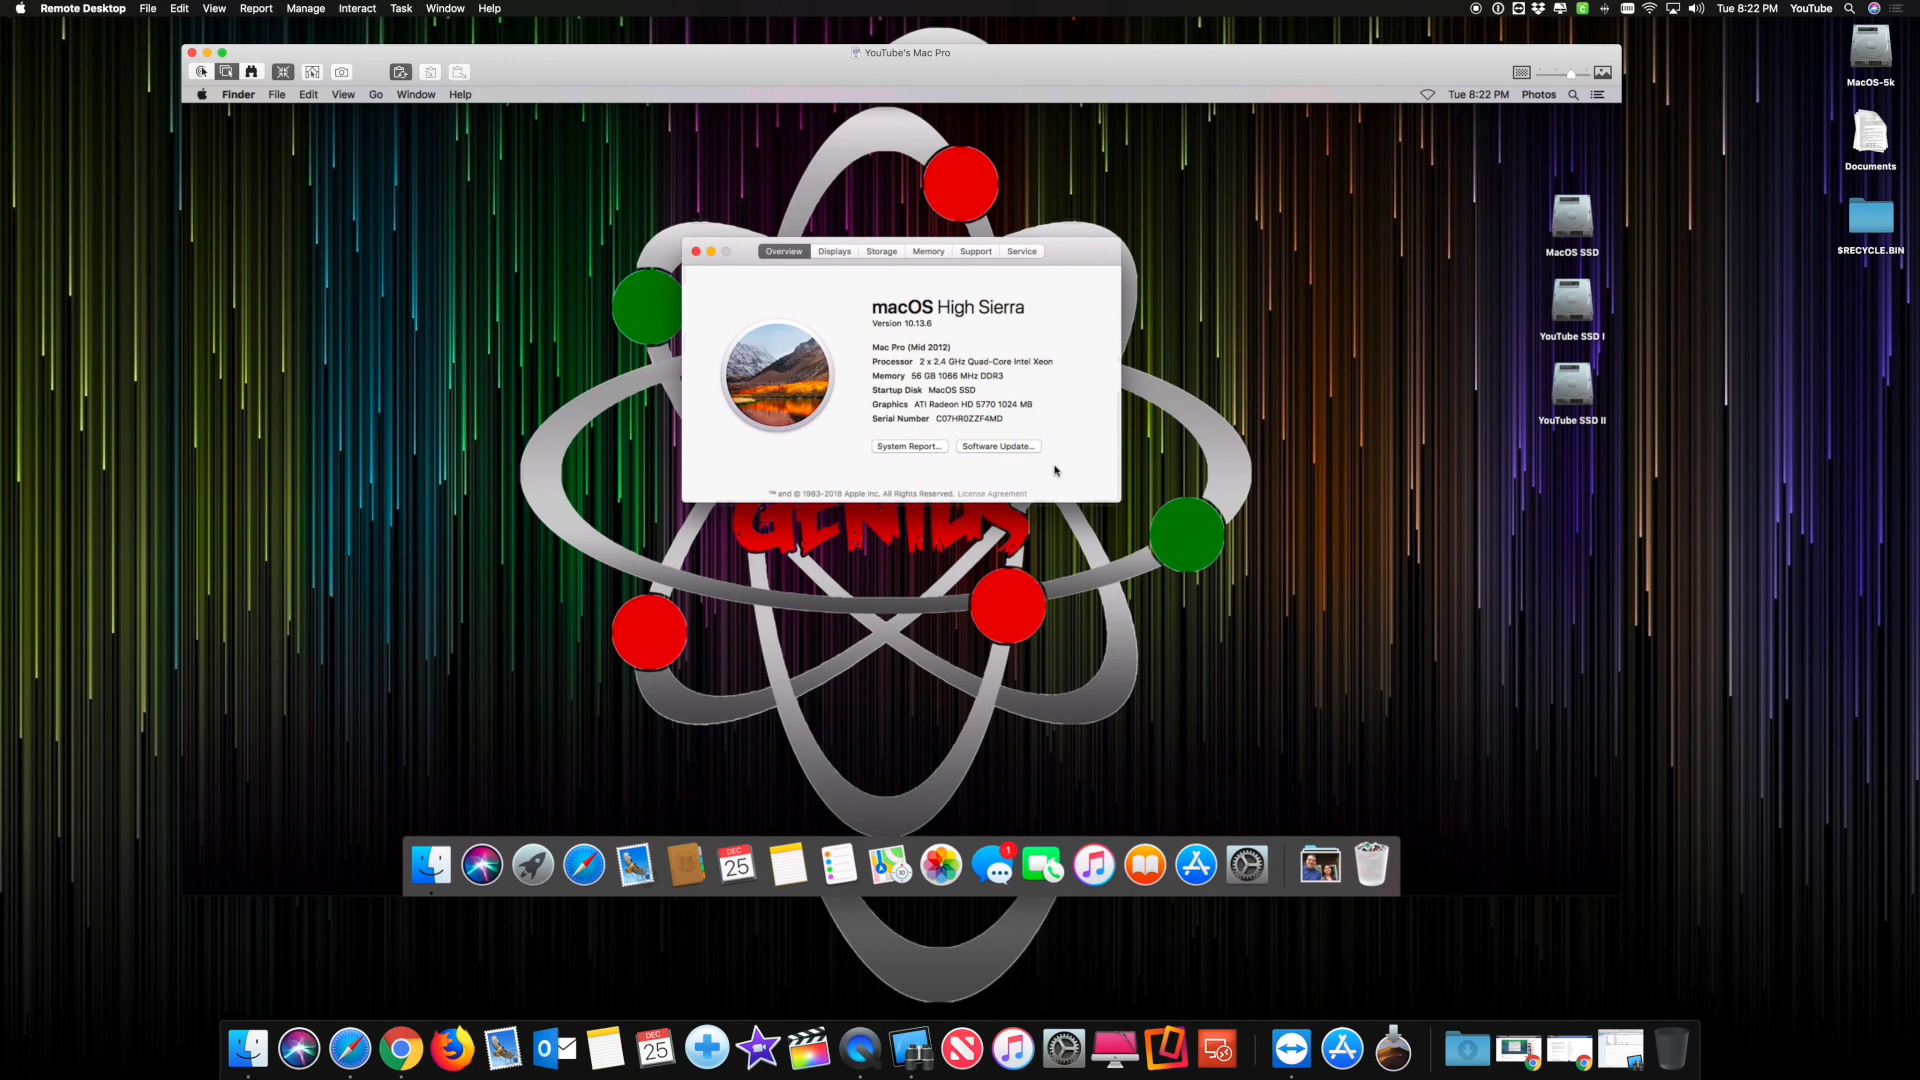 Remote Desktop File Edit View Report Manage Interact Task Window Help
Tue 8:22 PM YouTube
YouTube's Mac Pro
Finder File Edit View Go Window Help
Tue 8:22 PM Photos
MacOS-5k
Documents
$RECYCLE.BIN
MacOS SSD
YouTube SSD I
YouTube SSD II
Overview Displays Storage Memory Support Service
macOS High Sierra
Version 10.13.6
Mac Pro (Mid 2012)
Processor 2 x 2.4 GHz Quad-Core Intel Xeon
Memory 56 GB 1066 MHz DDR3
Startup Disk MacOS SSD
Graphics ATI Radeon HD 5770 1024 MB
Serial Number C07HR0ZZF4MD
System Report... Software Update...
™ and © 1983-2018 Apple Inc. All Rights Reserved. License Agreement
GENIUS
DEC
25
3D
1
DEC
25